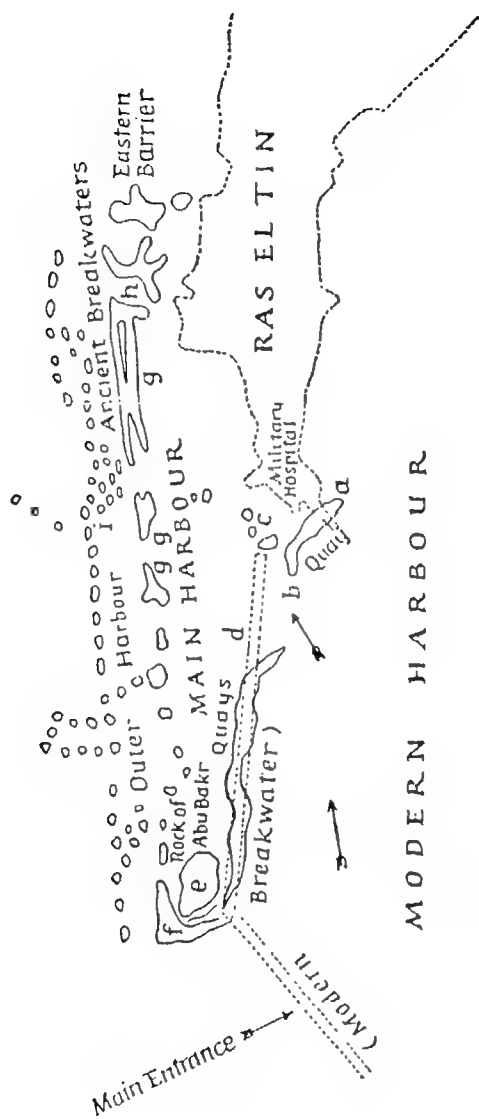 Ancient Breakwaters
Eastern
Barrier
h
g
I
Outer Harbour
g g
MAIN HARBOUR
RAS EL TIN
Military
Hospital
c
a
Quay
b
d
Quays
Rock of
Abu Bakr
e
f
Breakwater)
(Modern
Main Entrance
MODERN HARBOUR